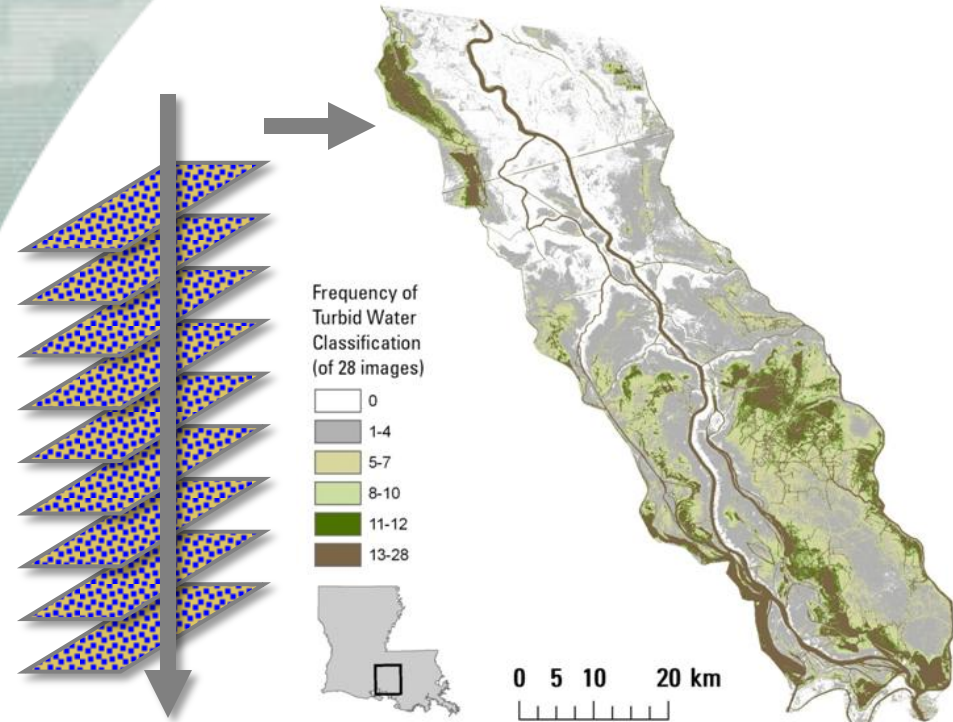 Frequency of
Turbid Water
Classification
(of 28 images)
0
1-4
5-7
8-10
11-12
13-28
0 5 10 20 km